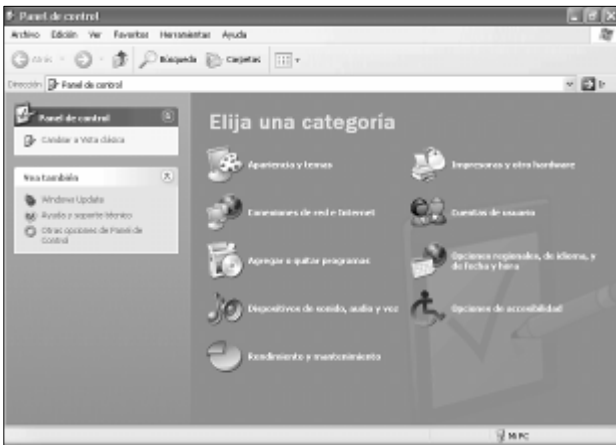 Panel de control
Archivo Edición Ver Favoritos Herramientas Ayuda
Atrás Búsqueda Carpetas
Dirección Panel de control Ir
Panel de control
Cambiar a Vista clásica
Vea también
Windows Update
Ayuda y soporte técnico
Otras opciones de Panel de
Control
Elija una categoría
Apariencia y temas
Impresoras y otro hardware
Conexiones de red e Internet
Cuentas de usuario
Agregar o quitar programas
Opciones regionales, de idioma, y
de fecha y hora
Dispositivos de sonido, audio y voz
Opciones de accesibilidad
Rendimiento y mantenimiento
Mi PC